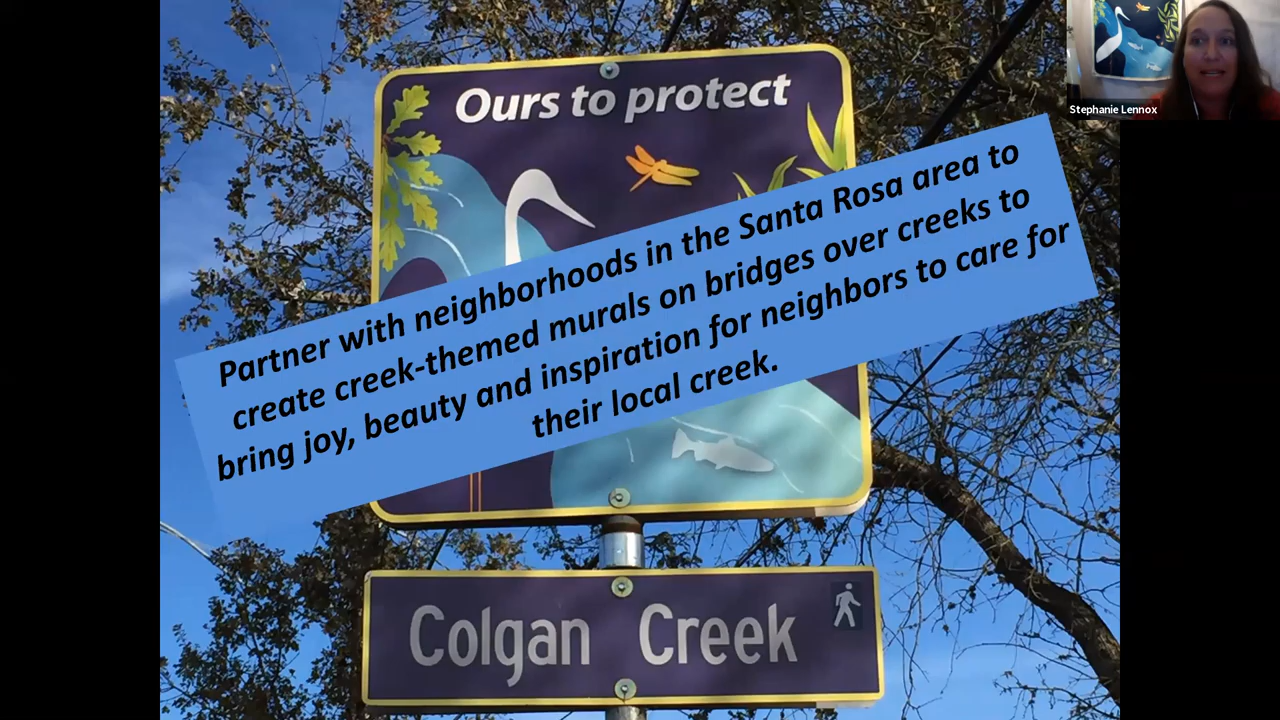 Ours to protect
Stephanie Lennox
Partner with neighborhoods in the Santa Rosa area to
create creek-themed murals on bridges over creeks to
bring joy, beauty and inspiration for neighbors to care for
their local creek.
Colgan Creek